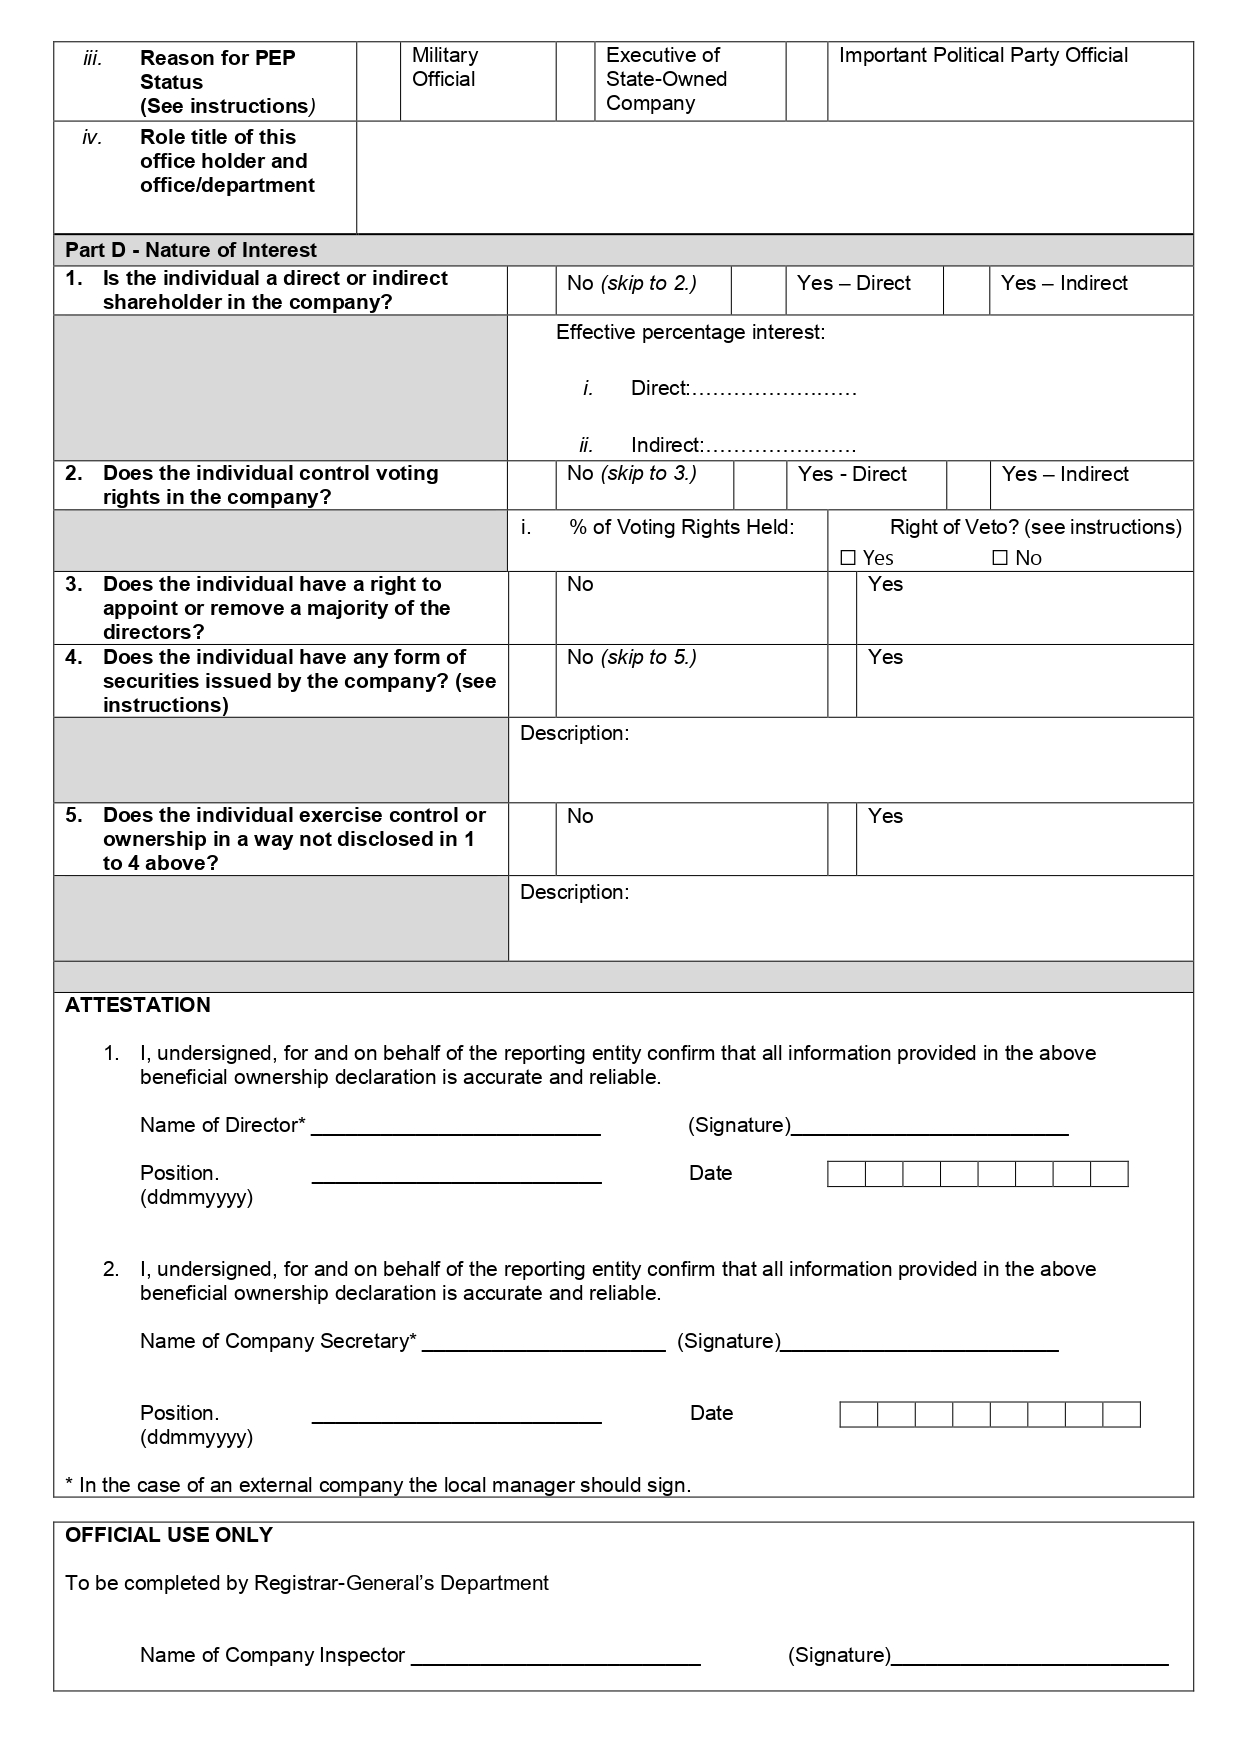 iii. Reason for PEP
Status
(See instructions)
Military
Official
Executive of
State-Owned
Company
Important Political Party Official
iv. Role title of this
office holder and
office/department
Part D - Nature of Interest
1. Is the individual a direct or indirect
shareholder in the company?
No (skip to 2.)
Yes – Direct
Yes – Indirect
Effective percentage interest:
i. Direct:……………………
ii. Indirect:………………….
2. Does the individual control voting
rights in the company?
No (skip to 3.)
Yes - Direct
Yes – Indirect
i. % of Voting Rights Held:
Right of Veto? (see instructions)
☐ Yes ☐ No
3. Does the individual have a right to
appoint or remove a majority of the
directors?
No
Yes
4. Does the individual have any form of
securities issued by the company? (see
instructions)
No (skip to 5.)
Yes
Description:
5. Does the individual exercise control or
ownership in a way not disclosed in 1
to 4 above?
No
Yes
Description:
ATTESTATION
1. I, undersigned, for and on behalf of the reporting entity confirm that all information provided in the above
beneficial ownership declaration is accurate and reliable.
Name of Director* __________________________ (Signature)_________________________
Position. __________________________ Date
(ddmmyyyy)
2. I, undersigned, for and on behalf of the reporting entity confirm that all information provided in the above
beneficial ownership declaration is accurate and reliable.
Name of Company Secretary* ______________________ (Signature)_________________________
Position. __________________________ Date
(ddmmyyyy)
* In the case of an external company the local manager should sign.
OFFICIAL USE ONLY
To be completed by Registrar-General’s Department
Name of Company Inspector __________________________ (Signature)_________________________